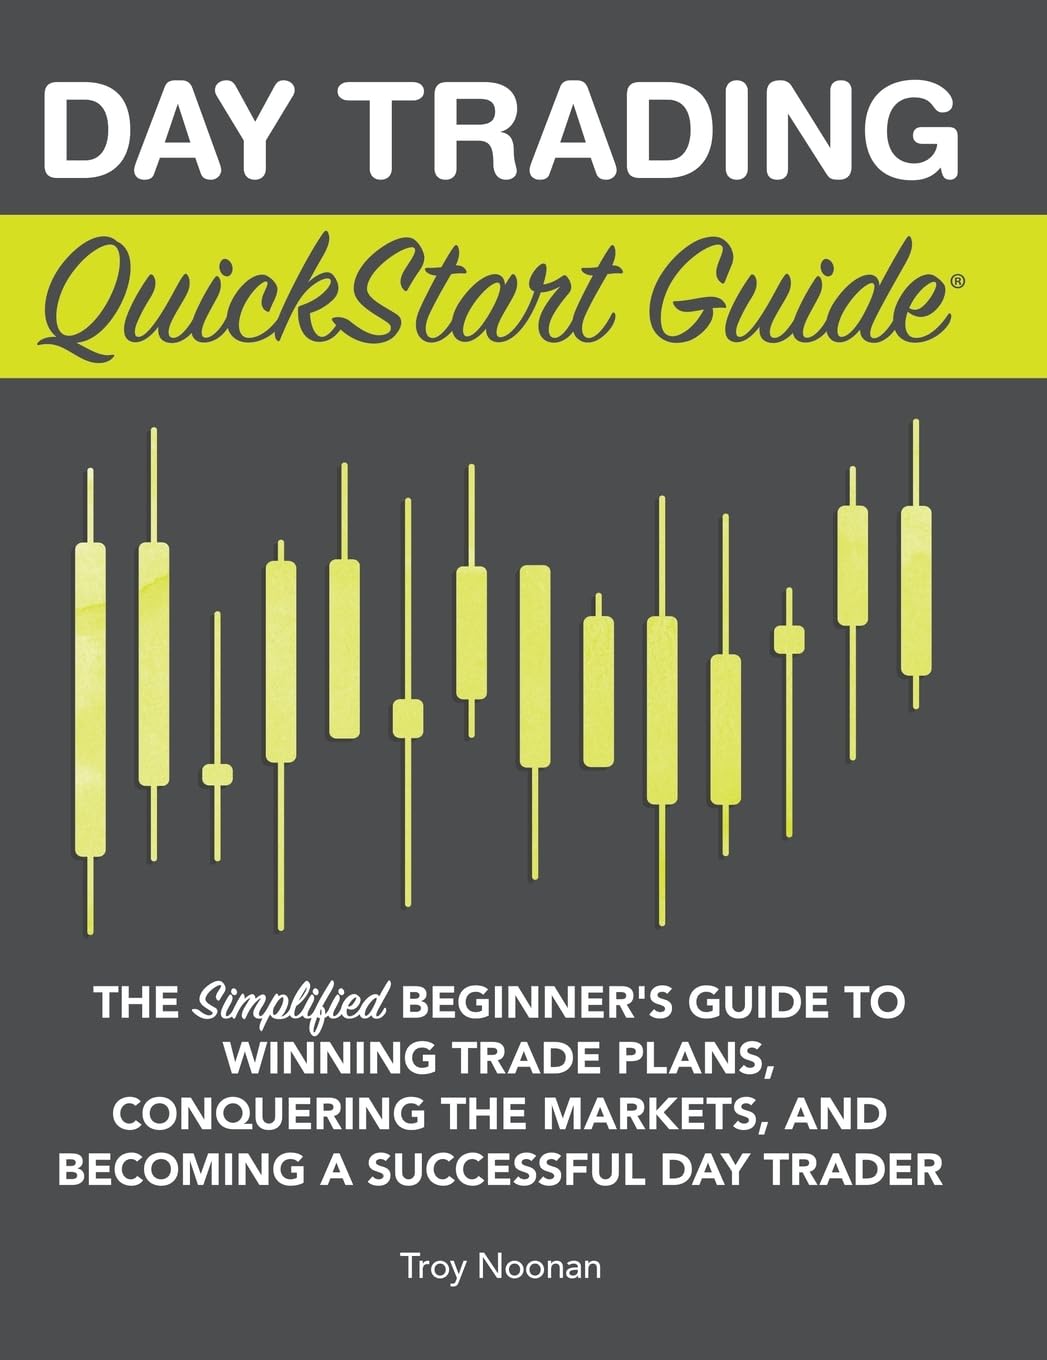 DAY TRADING
QuickStart Guide®
THE Simplified BEGINNER'S GUIDE TO
WINNING TRADE PLANS,
CONQUERING THE MARKETS, AND
BECOMING A SUCCESSFUL DAY TRADER
Troy Noonan